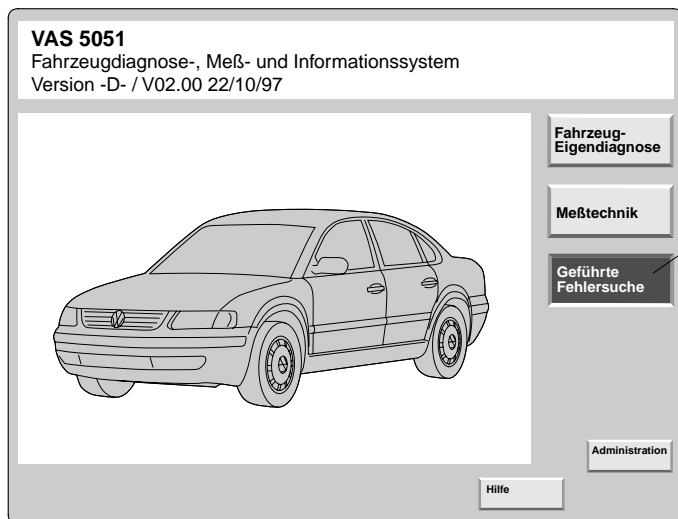 VAS 5051
Fahrzeugdiagnose-, Meß- und Informationssystem
Version -D- / V02.00 22/10/97
Fahrzeug-
Eigendiagnose
Meßtechnik
Geführte
Fehlersuche
Administration
Hilfe